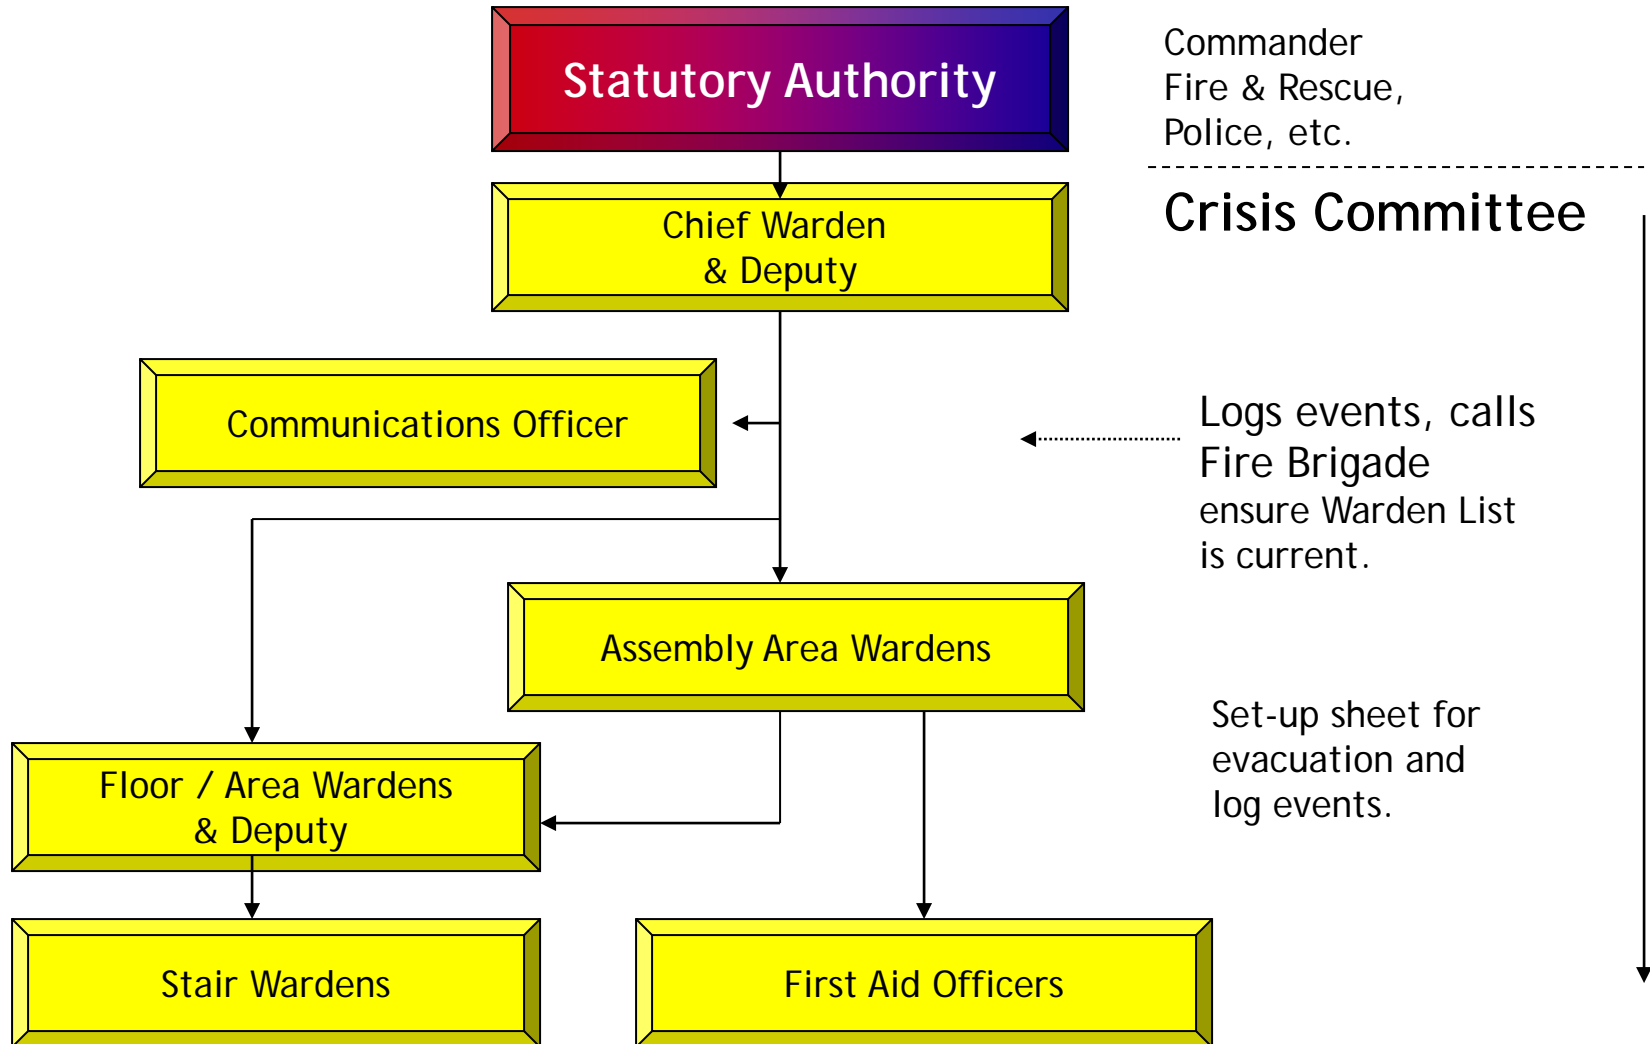 Statutory Authority
Commander
Fire & Rescue,
Police, etc.
Chief Warden
& Deputy
Crisis Committee
Communications Officer
Logs events, calls
Fire Brigade
ensure Warden List
is current.
Assembly Area Wardens
Set-up sheet for
evacuation and
log events.
Floor / Area Wardens
& Deputy
Stair Wardens
First Aid Officers